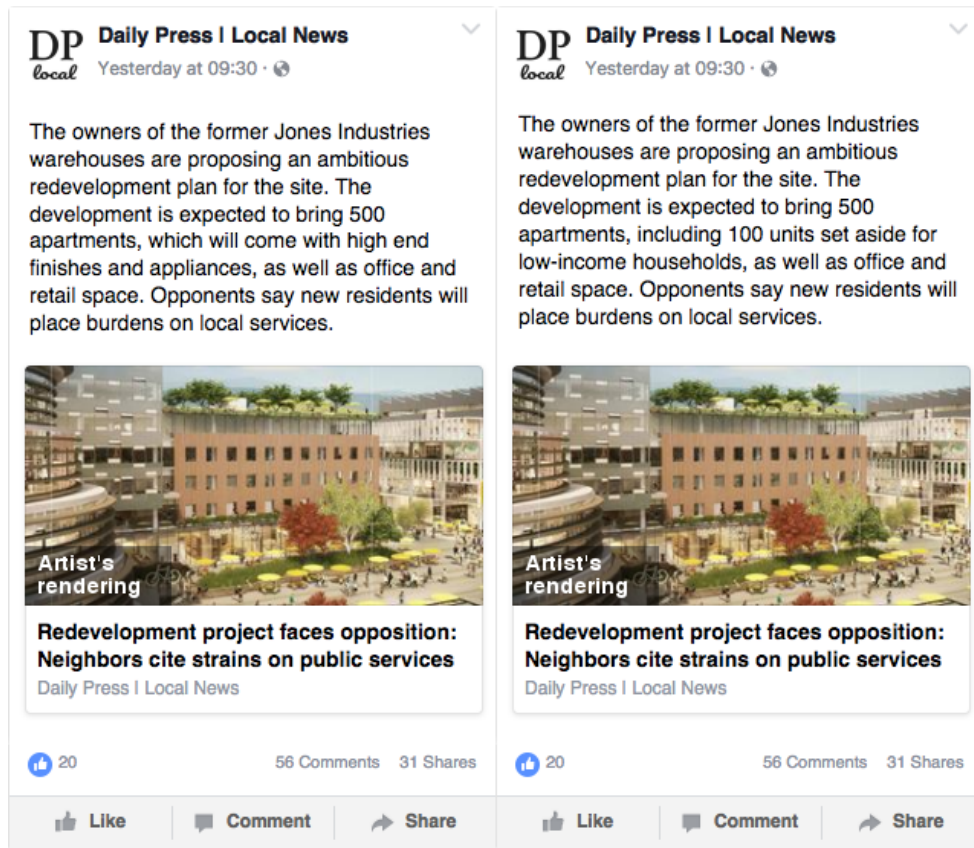 DP
local
Daily Press | Local News
Yesterday at 09:30 ·
The owners of the former Jones Industries
warehouses are proposing an ambitious
redevelopment plan for the site. The
development is expected to bring 500
apartments, which will come with high end
finishes and appliances, as well as office and
retail space. Opponents say new residents will
place burdens on local services.
Artist's
rendering
Redevelopment project faces opposition:
Neighbors cite strains on public services
Daily Press | Local News
20
56 Comments 31 Shares
Like Comment Share
DP
local
Daily Press | Local News
Yesterday at 09:30 ·
The owners of the former Jones Industries
warehouses are proposing an ambitious
redevelopment plan for the site. The
development is expected to bring 500
apartments, including 100 units set aside for
low-income households, as well as office and
retail space. Opponents say new residents will
place burdens on local services.
Artist's
rendering
Redevelopment project faces opposition:
Neighbors cite strains on public services
Daily Press | Local News
20
56 Comments 31 Shares
Like Comment Share